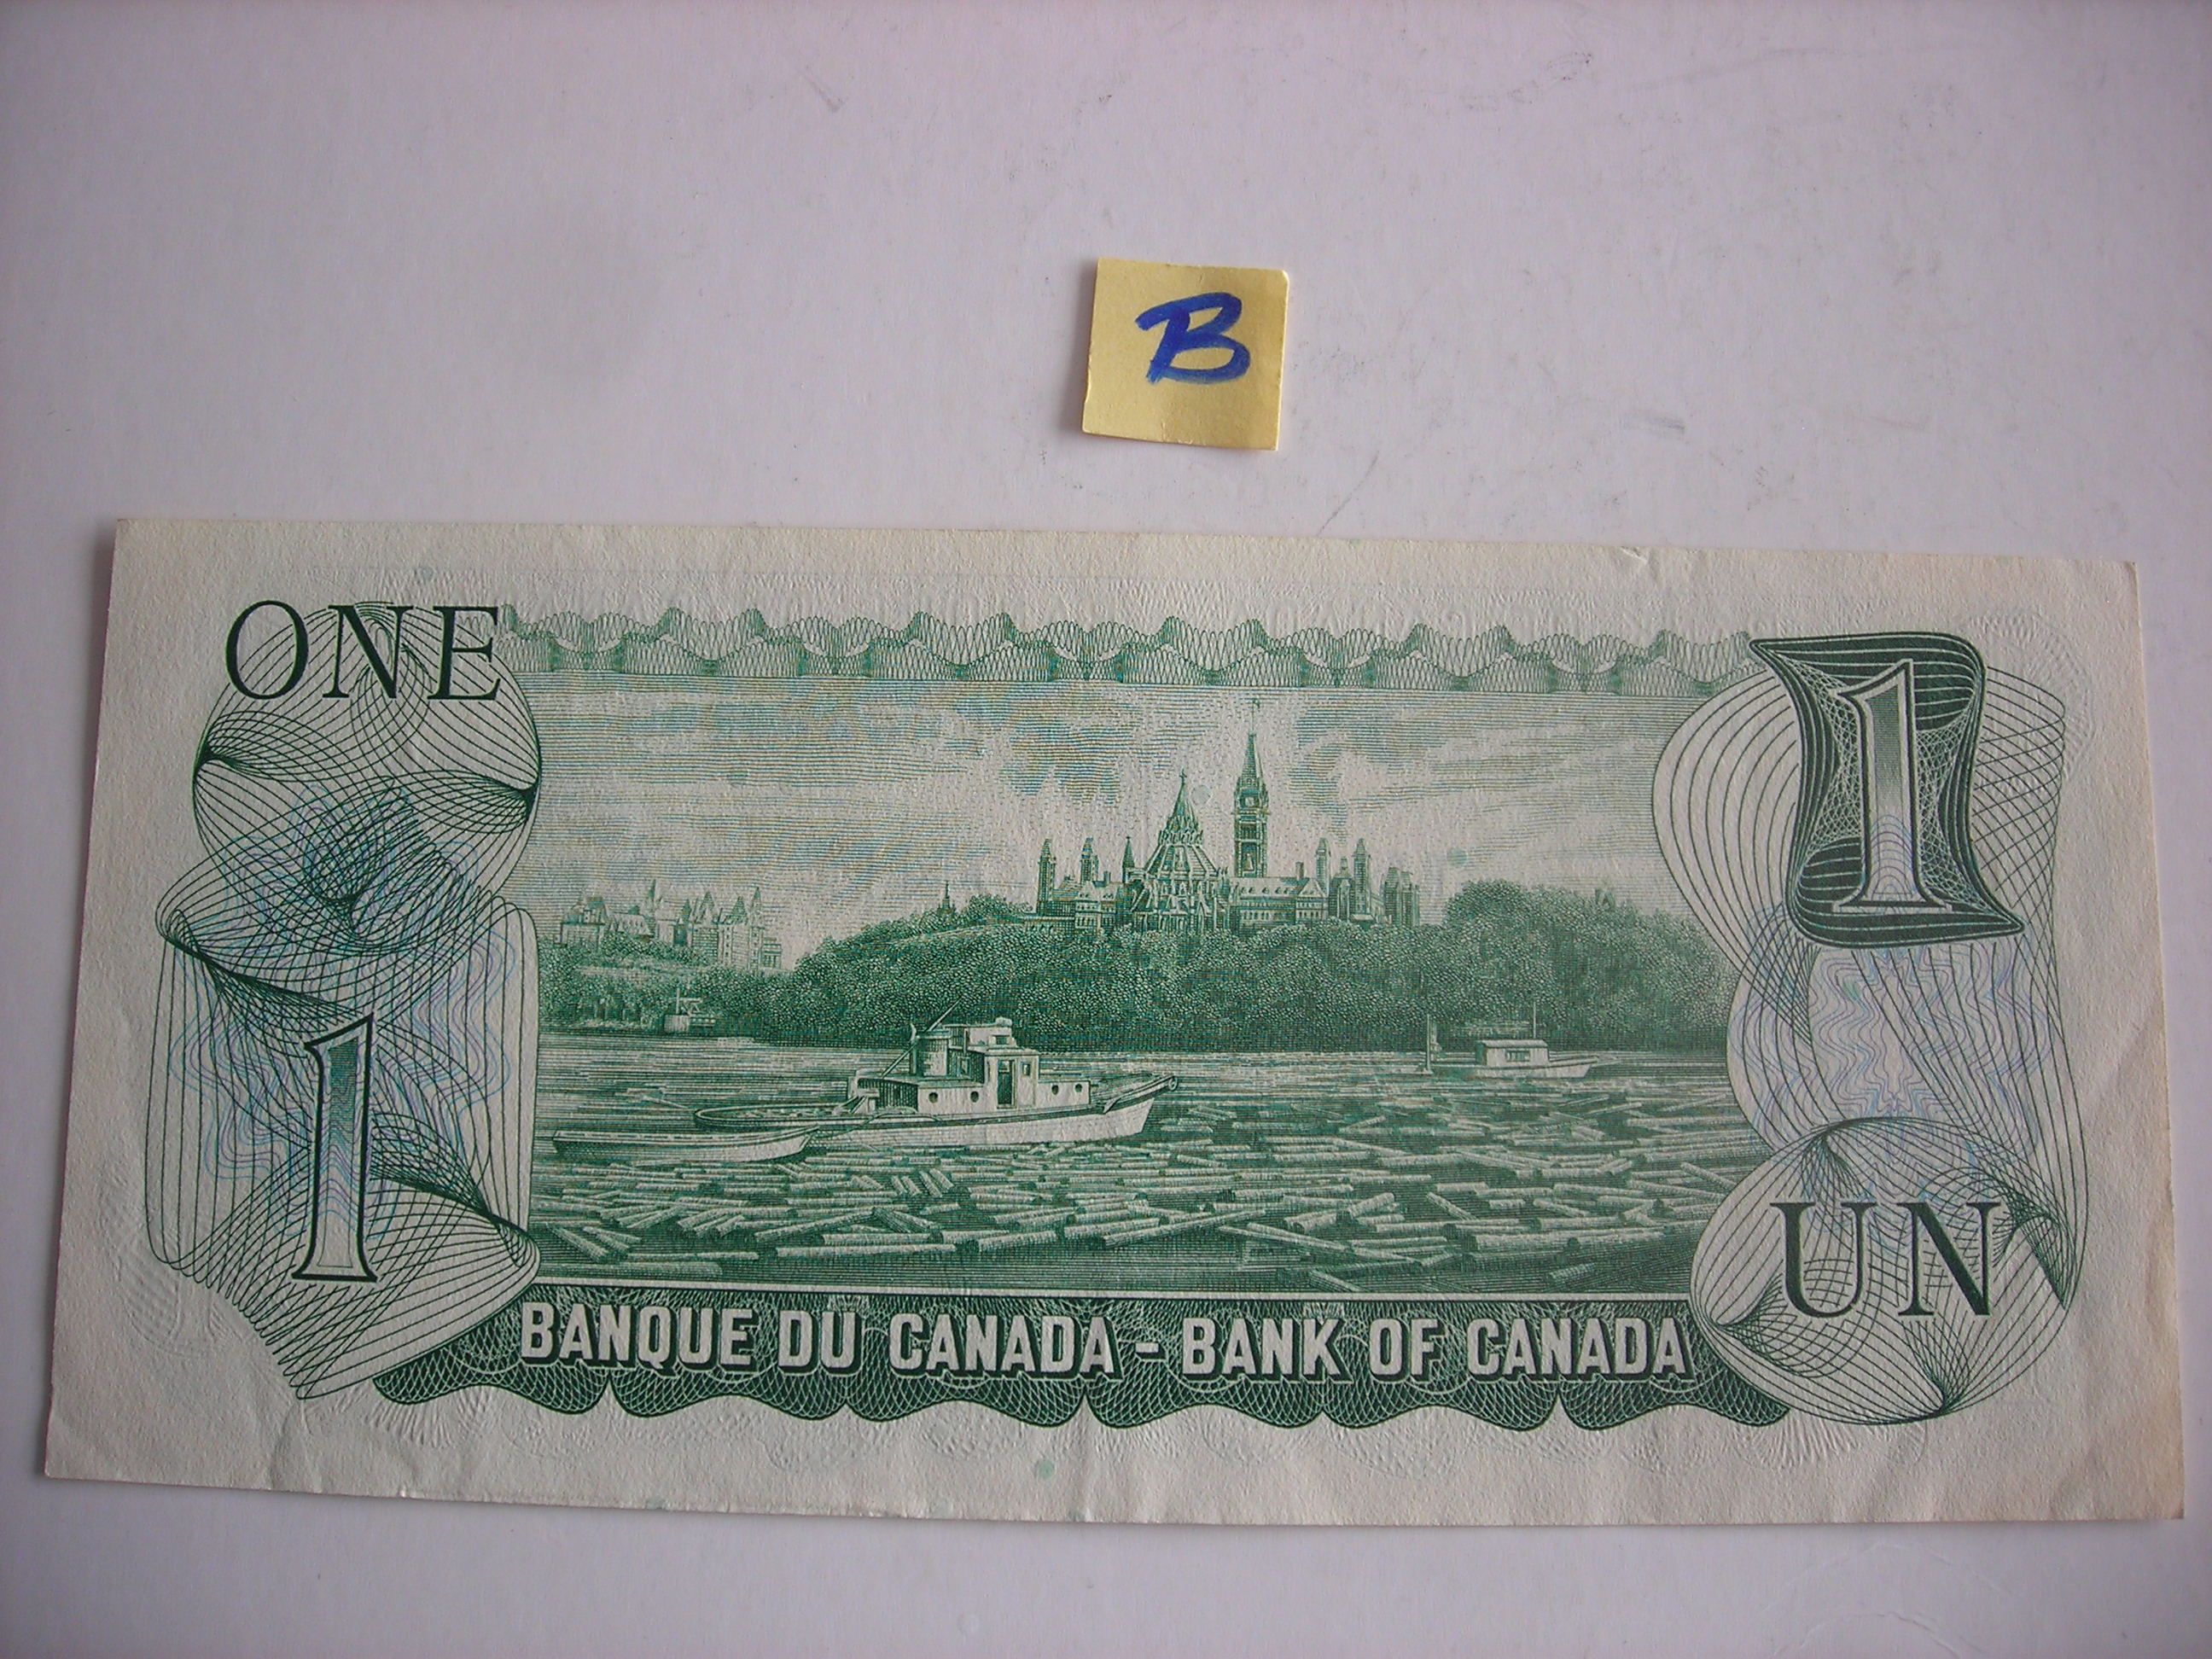 B
ONE
1
1
UN
BANQUE DU CANADA - BANK OF CANADA